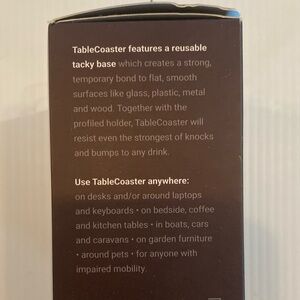 TableCoaster features a reusable
tacky base which creates a strong,
temporary bond to flat, smooth
surfaces like glass, plastic, metal
and wood. Together with the
profiled holder, TableCoaster will
resist even the strongest of knocks
and bumps to any drink.
Use TableCoaster anywhere:
on desks and/or around laptops
and keyboards • on bedside, coffee
and kitchen tables • in boats, cars
and caravans • on garden furniture
• around pets • for anyone with
impaired mobility.